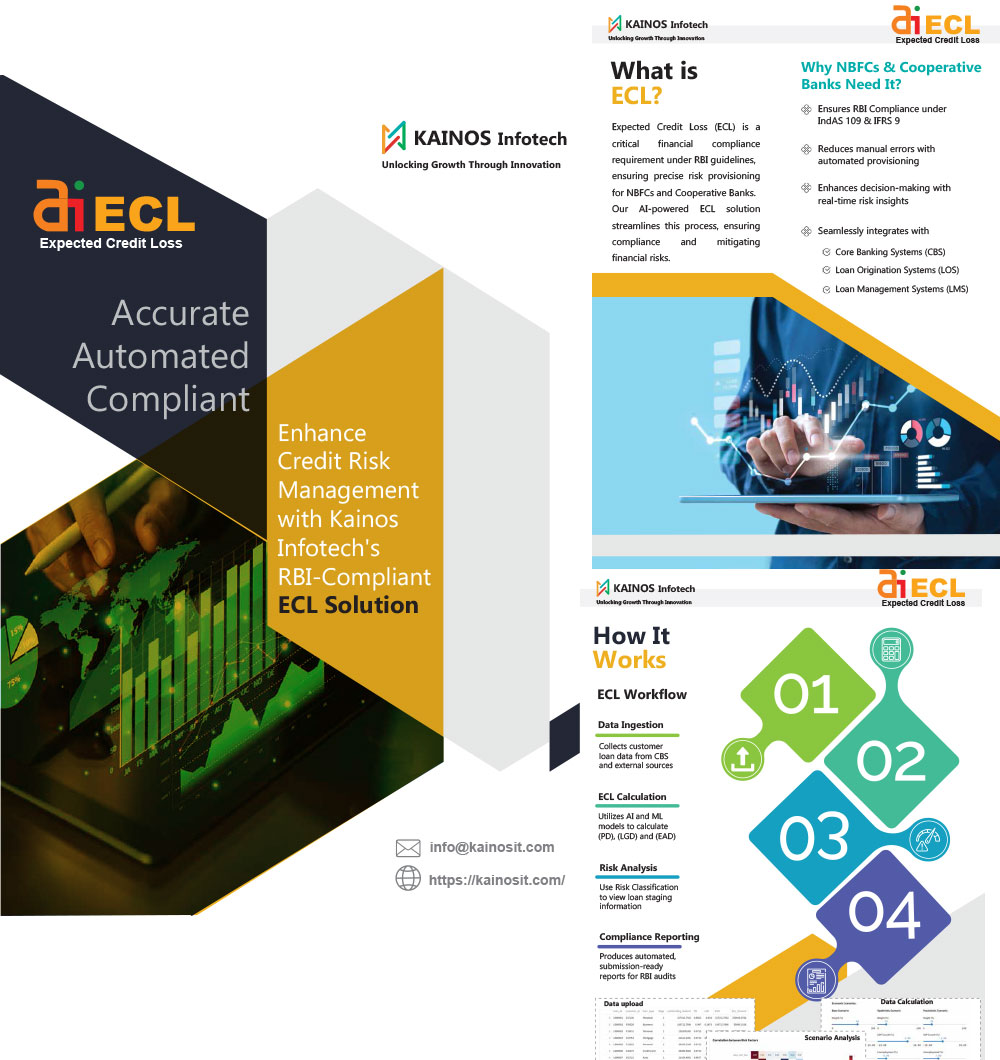 KAINOS Infotech
Unlocking Growth Through Innovation
ai ECL
Expected Credit Loss
Accurate
Automated
Compliant
Enhance
Credit Risk
Management
with Kainos
Infotech's
RBI-Compliant
ECL Solution
info@kainosit.com
https://kainosit.com/
KAINOS Infotech
Unlocking Growth Through Innovation
ai ECL
Expected Credit Loss
What is
ECL?
Expected Credit Loss (ECL) is a
critical financial compliance
requirement under RBI guidelines,
ensuring precise risk provisioning
for NBFCs and Cooperative Banks.
Our AI-powered ECL solution
streamlines this process, ensuring
compliance and mitigating
financial risks.
Why NBFCs & Cooperative
Banks Need It?
Ensures RBI Compliance under
IndAS 109 & IFRS 9
Reduces manual errors with
automated provisioning
Enhances decision-making with
real-time risk insights
Seamlessly integrates with
Core Banking Systems (CBS)
Loan Origination Systems (LOS)
Loan Management Systems (LMS)
KAINOS Infotech
Unlocking Growth Through Innovation
ai ECL
Expected Credit Loss
How It
Works
ECL Workflow
Data Ingestion
Collects customer
loan data from CBS
and external sources
ECL Calculation
Utilizes AI and ML
models to calculate
(PD), (LGD) and (EAD)
Risk Analysis
Use Risk Classification
to view loan staging
information
Compliance Reporting
Produces automated,
submission-ready
reports for RBI audits
01
02
03
04
Data upload
Data Calculation
Scenario Analysis
Correlation between Risk Factors